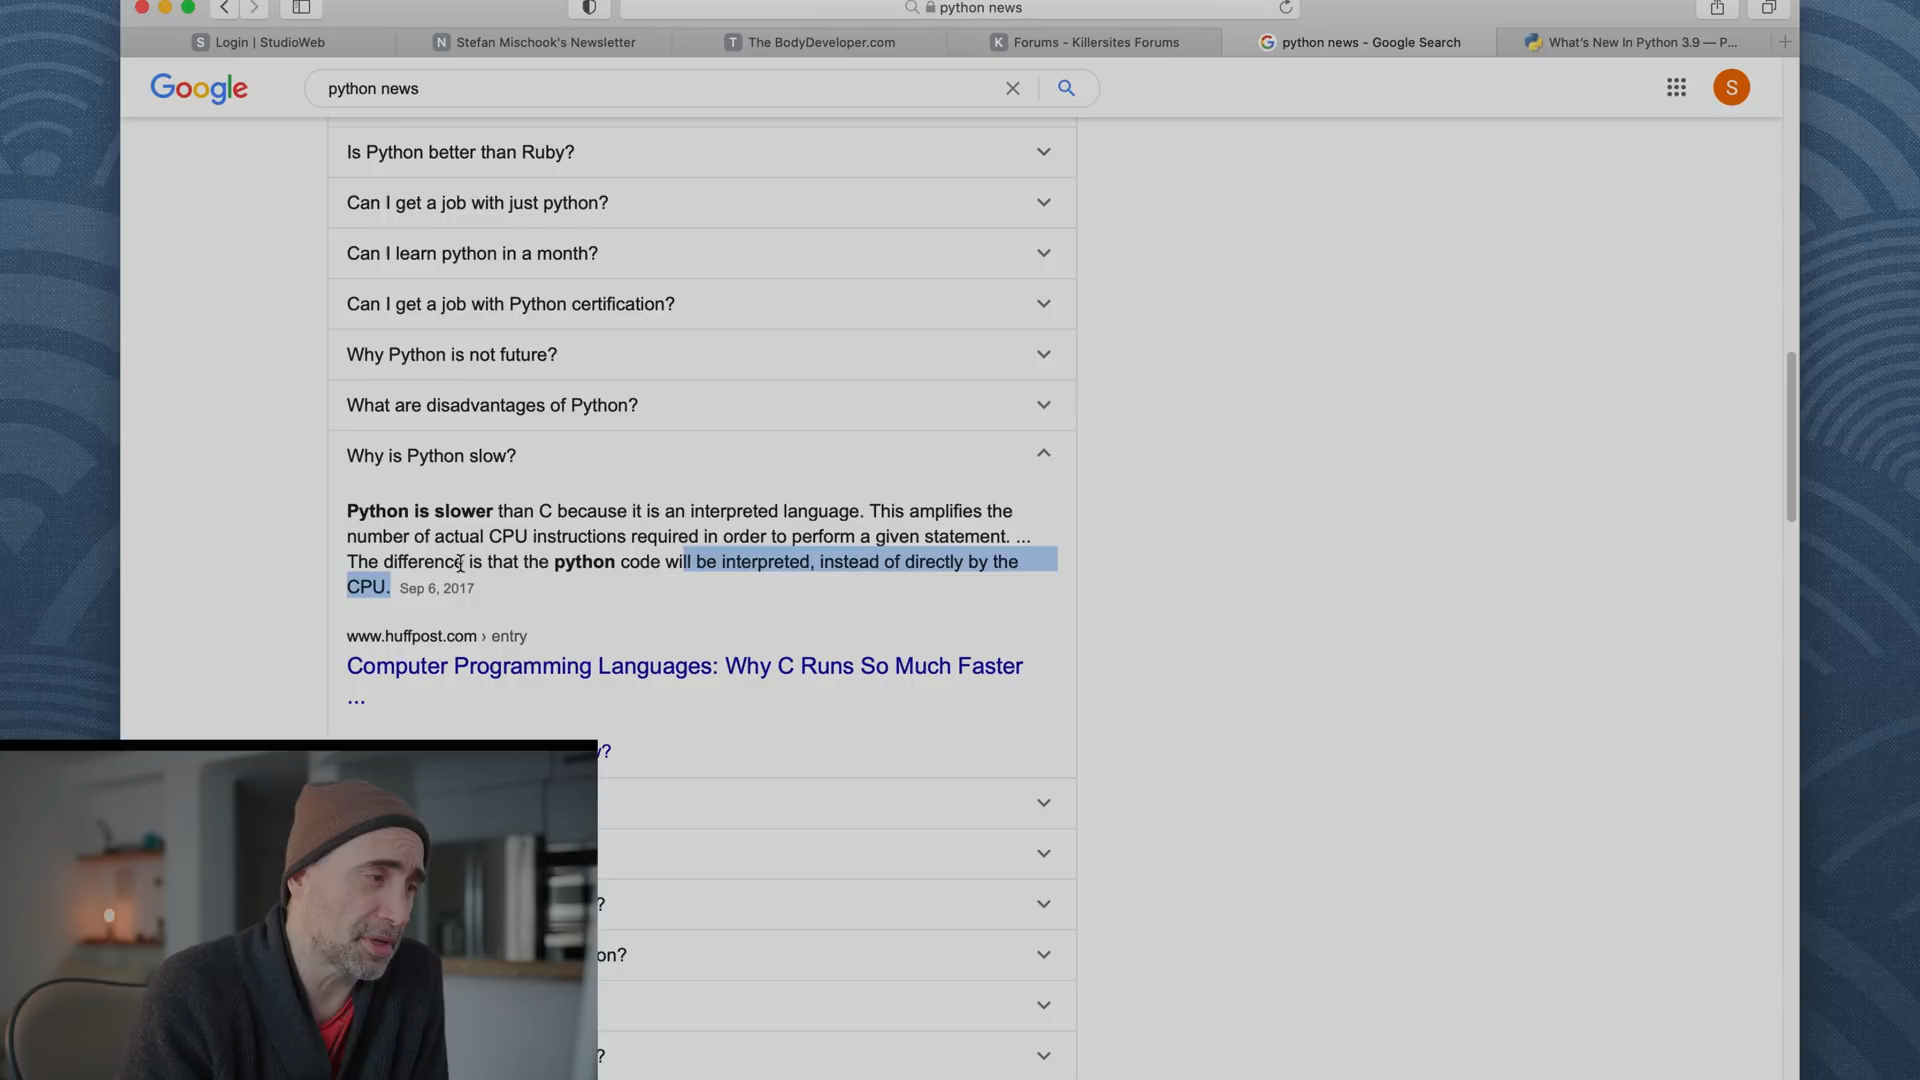 python news
S Login | StudioWeb
N Stefan Mischook's Newsletter
T The BodyDeveloper.com
K Forums - Killersites Forums
python news - Google Search
What's New In Python 3.9 — P...
Google
python news
S
Is Python better than Ruby?
Can I get a job with just python?
Can I learn python in a month?
Can I get a job with Python certification?
Why Python is not future?
What are disadvantages of Python?
Why is Python slow?
Python is slower than C because it is an interpreted language. This amplifies the
number of actual CPU instructions required in order to perform a given statement. ...
The difference is that the python code will be interpreted, instead of directly by the
CPU. Sep 6, 2017
www.huffpost.com › entry
Computer Programming Languages: Why C Runs So Much Faster
...
?
?
on?
?